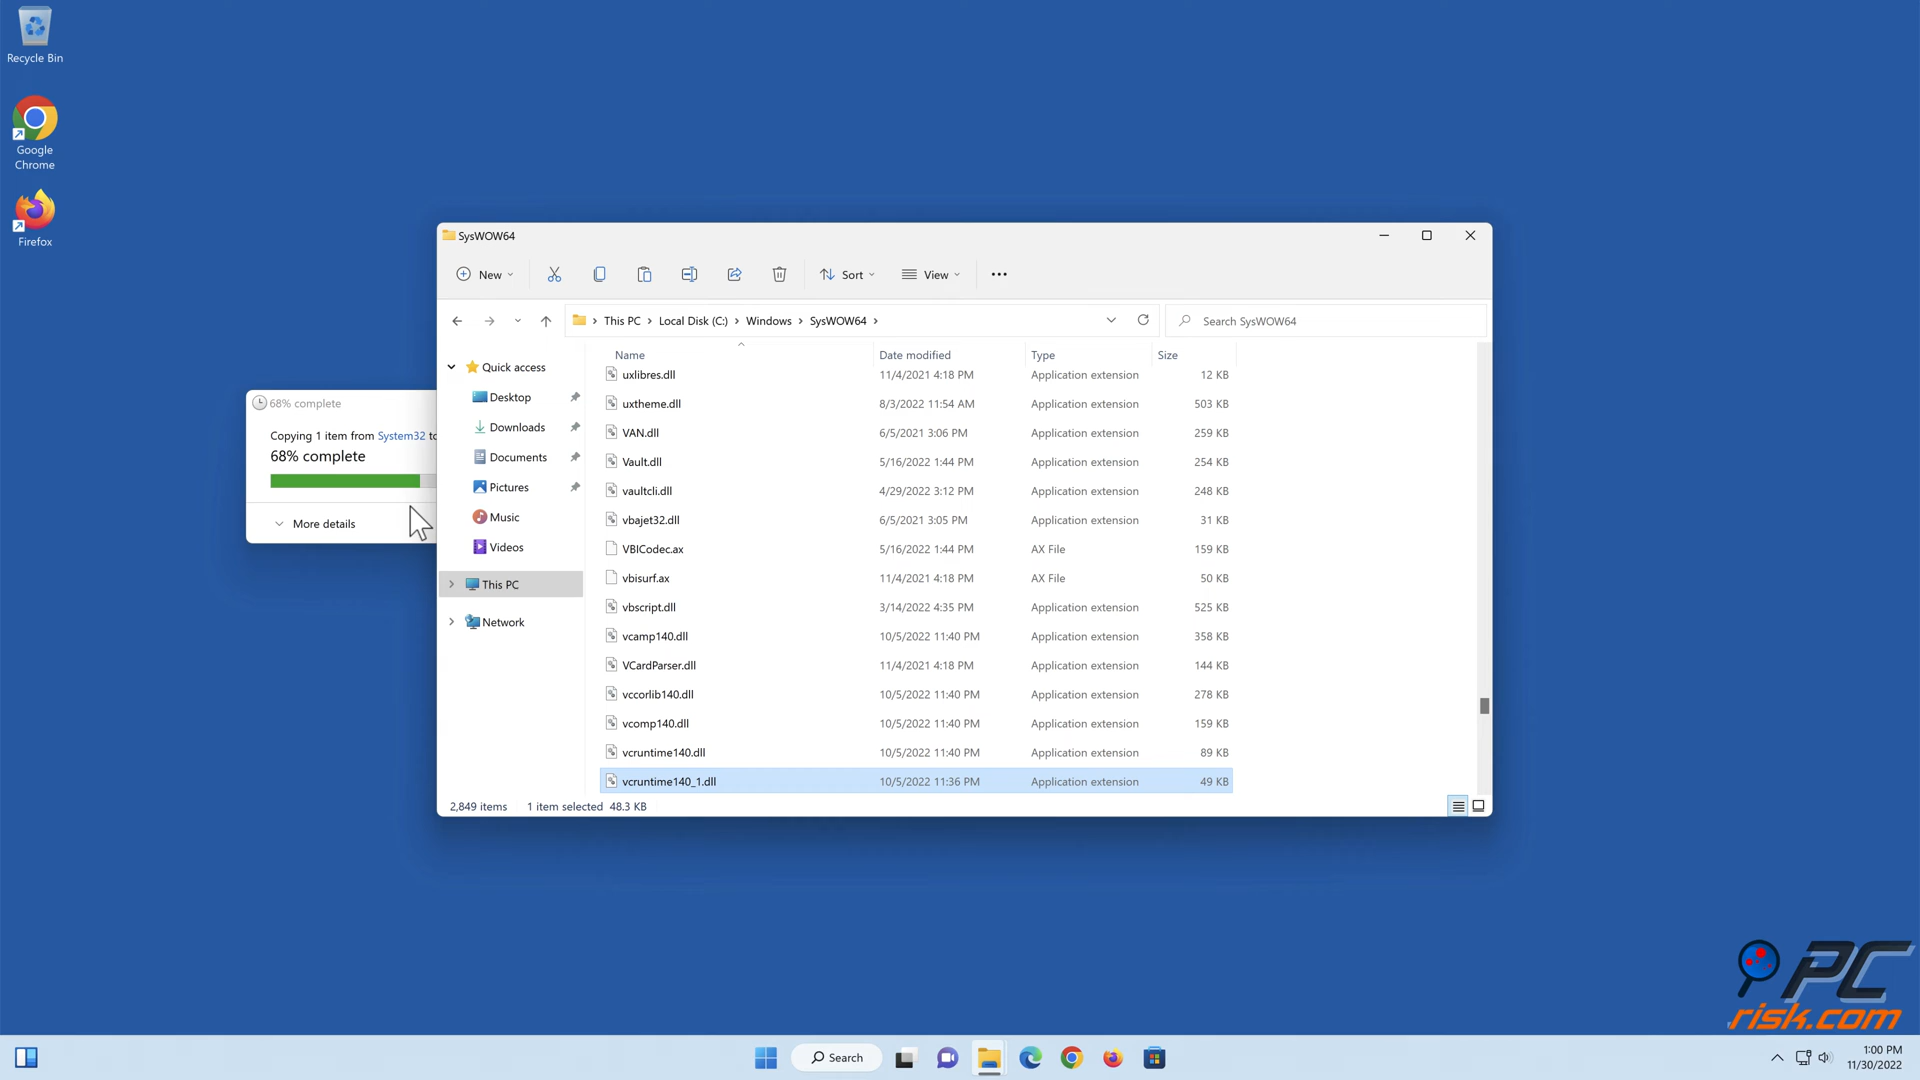 Recycle Bin
Google
Chrome
Firefox
68% complete
Copying 1 item from System32 to
68% complete
More details
SysWOW64
New
Sort
View
This PC
Local Disk (C:)
Windows
SysWOW64
Search SysWOW64
Quick access
Desktop
Downloads
Documents
Pictures
Music
Videos
This PC
Network
Name Date modified Type Size
uxlibres.dll 11/4/2021 4:18 PM Application extension 12 KB
uxtheme.dll 8/3/2022 11:54 AM Application extension 503 KB
VAN.dll 6/5/2021 3:06 PM Application extension 259 KB
Vault.dll 5/16/2022 1:44 PM Application extension 254 KB
vaultcli.dll 4/29/2022 3:12 PM Application extension 248 KB
vbajet32.dll 6/5/2021 3:05 PM Application extension 31 KB
VBICodec.ax 5/16/2022 1:44 PM AX File 159 KB
vbisurf.ax 11/4/2021 4:18 PM AX File 50 KB
vbscript.dll 3/14/2022 4:35 PM Application extension 525 KB
vcamp140.dll 10/5/2022 11:40 PM Application extension 358 KB
VCardParser.dll 11/4/2021 4:18 PM Application extension 144 KB
vccorlib140.dll 10/5/2022 11:40 PM Application extension 278 KB
vcomp140.dll 10/5/2022 11:40 PM Application extension 159 KB
vcruntime140.dll 10/5/2022 11:40 PM Application extension 89 KB
vcruntime140_1.dll 10/5/2022 11:36 PM Application extension 49 KB
2,849 items 1 item selected 48.3 KB
PC
risk.com
Search
1:00 PM
11/30/2022